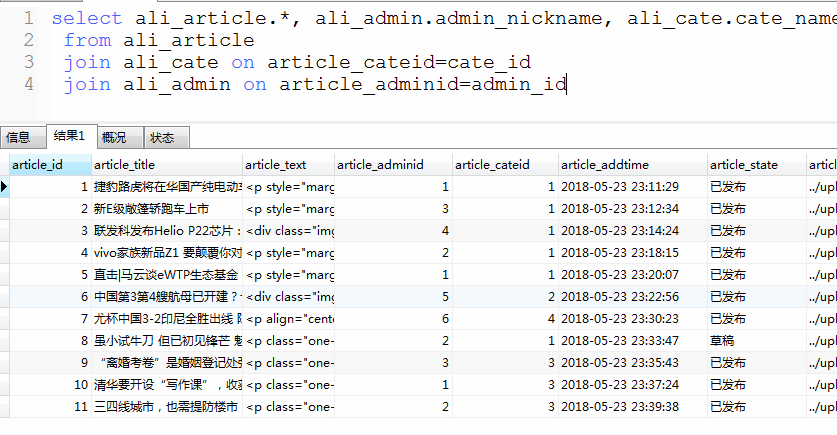 1 select ali_article.*, ali_admin.admin_nickname, ali_cate.cate_name
2 from ali_article
3 join ali_cate on article_cateid=cate_id
4 join ali_admin on article_adminid=admin_id
信息 结果1 概况 状态
article_id article_title article_text article_adminid article_cateid article_addtime article_state articl
1 捷豹路虎将在华国产纯电动车 <p style="marg 1 1 2018-05-23 23:11:29 已发布 ../upl
2 新E级敞篷轿跑车上市 <p style="marg 3 1 2018-05-23 23:12:34 已发布 ../upl
3 联发科发布Helio P22芯片： <div class="img 4 1 2018-05-23 23:14:24 已发布 ../upl
4 vivo家族新品Z1 要颠覆你对 <p style="marg 2 1 2018-05-23 23:18:15 已发布 ../upl
5 直击|马云谈eWTP生态基金 <p style="marg 1 1 2018-05-23 23:20:07 已发布 ../upl
6 中国第3第4艘航母已开建？ <div class="img 5 2 2018-05-23 23:22:56 已发布 ../upl
7 尤杯中国3-2印尼全胜出线 <p align="cente 6 4 2018-05-23 23:30:23 已发布 ../upl
8 虽小试牛刀 但已初见锋芒 魅 <p class="one- 2 1 2018-05-23 23:33:47 草稿 ../upl
9 “离婚考卷”是婚姻登记处 <p class="one- 3 3 2018-05-23 23:35:43 已发布 ../upl
10 清华要开设“写作课”，收 <p class="one- 1 3 2018-05-23 23:37:24 已发布 ../upl
11 三四线城市，也需提防楼市 <p class="one- 2 3 2018-05-23 23:39:38 已发布 ../upl